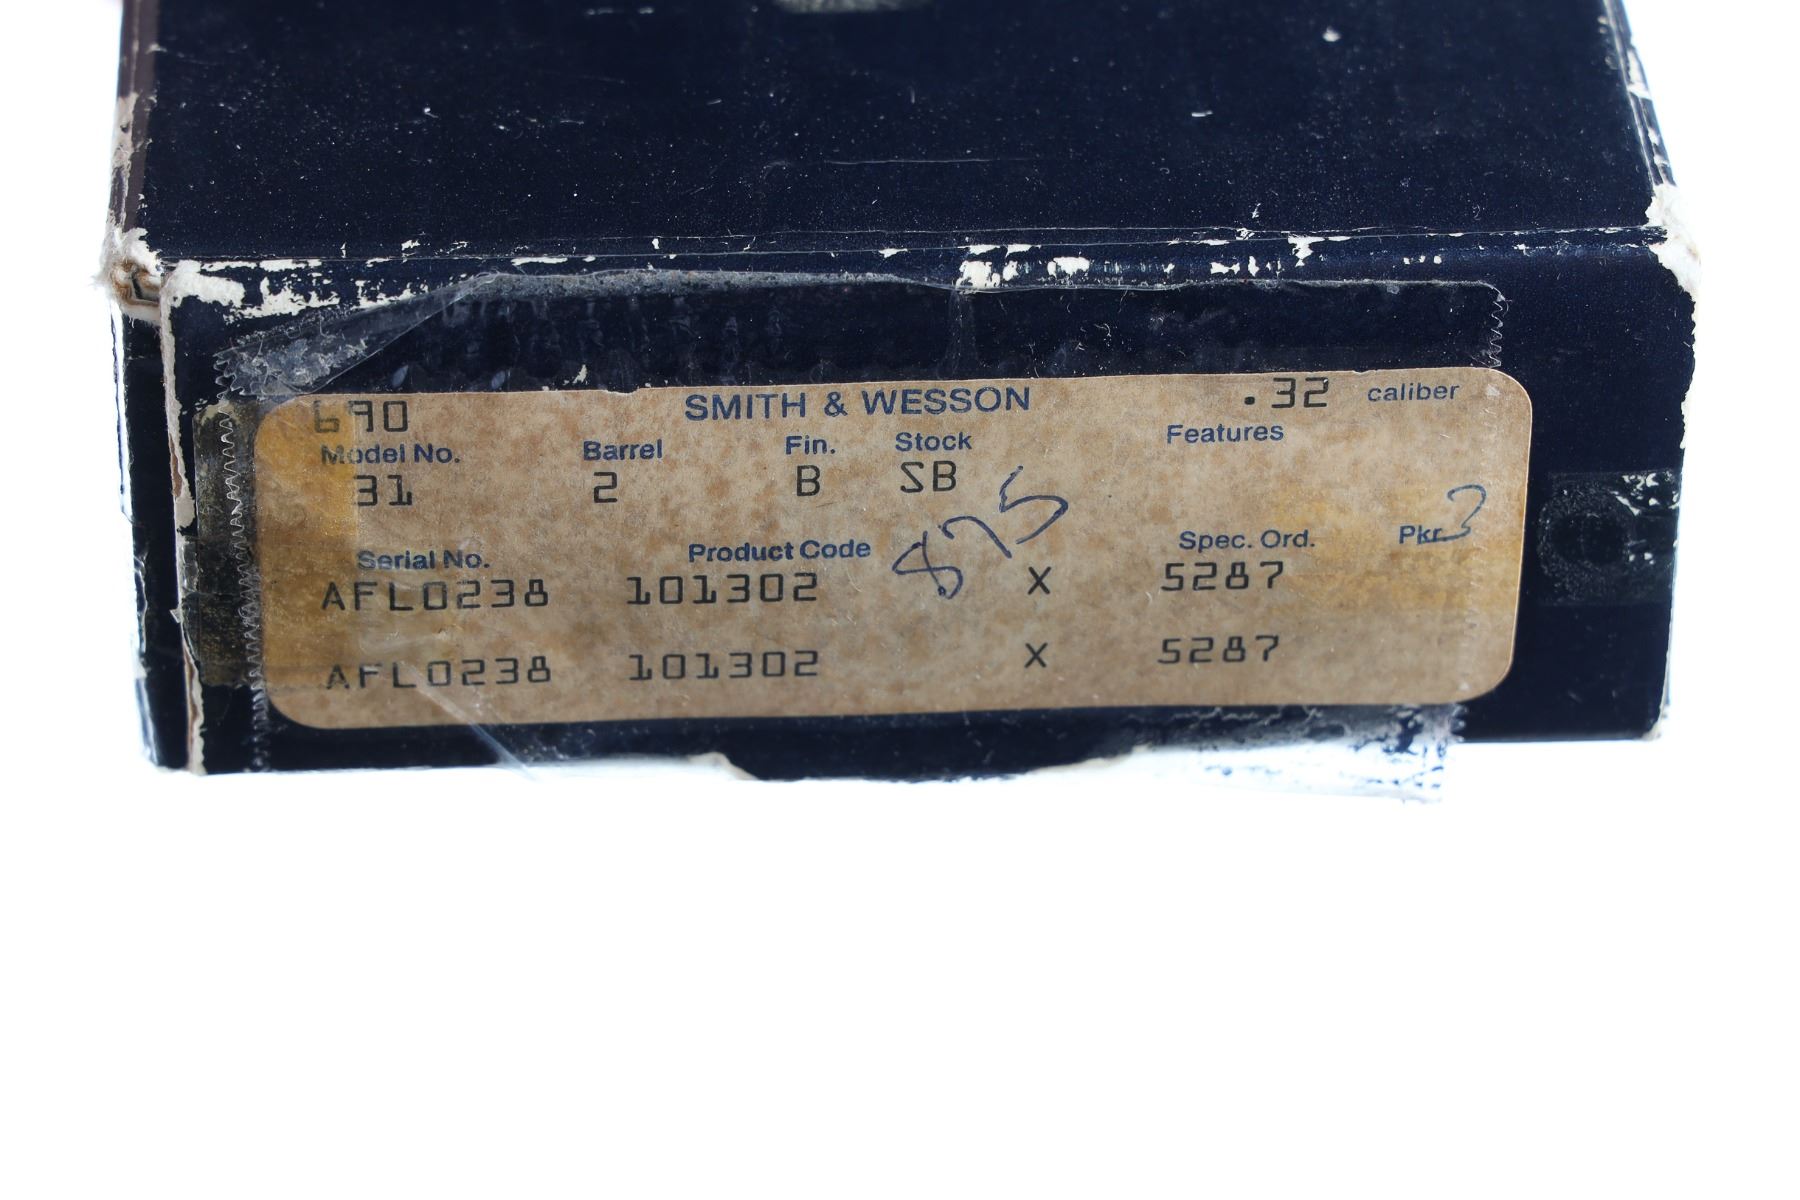 690 SMITH & WESSON .32 caliber
Model No. Barrel Fin. Stock Features
31 2 B SB
875
Serial No. Product Code Spec. Ord. Pkr 3
AFL0238 101302 X 5287
AFL0238 101302 X 5287